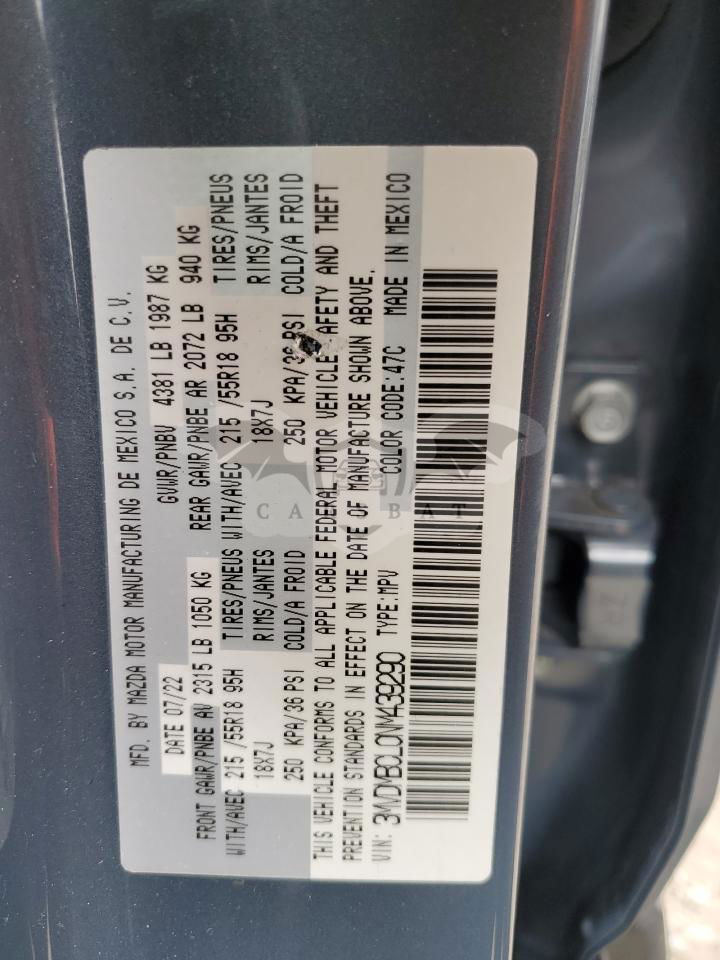 MFD. BY MAZDA MOTOR MANUFACTURING DE MEXICO S.A. DE C.V.
DATE 07/22 GVWR/PNBV 4381 LB 1987 KG
FRONT GAWR/PNBE AV 2315 LB 1050 KG REAR GAWR/PNBE AR 2072 LB 940 KG
WITH/AVEC 215 /55R18 95H TIRES/PNEUS WITH/AVEC 215 /55R18 95H TIRES/PNEUS
18X7J RIMS/JANTES 18X7J RIMS/JANTES
250 KPA/36 PSI COLD/A FROID 250 KPA/36 PSI COLD/A FROID
THIS VEHICLE CONFORMS TO ALL APPLICABLE FEDERAL MOTOR VEHICLE SAFETY AND THEFT
PREVENTION STANDARDS IN EFFECT ON THE DATE OF MANUFACTURE SHOWN ABOVE.
VIN: 3MVDMBCL0NM439290 TYPE:MPV COLOR CODE:47C MADE IN MEXICO
CA BAT